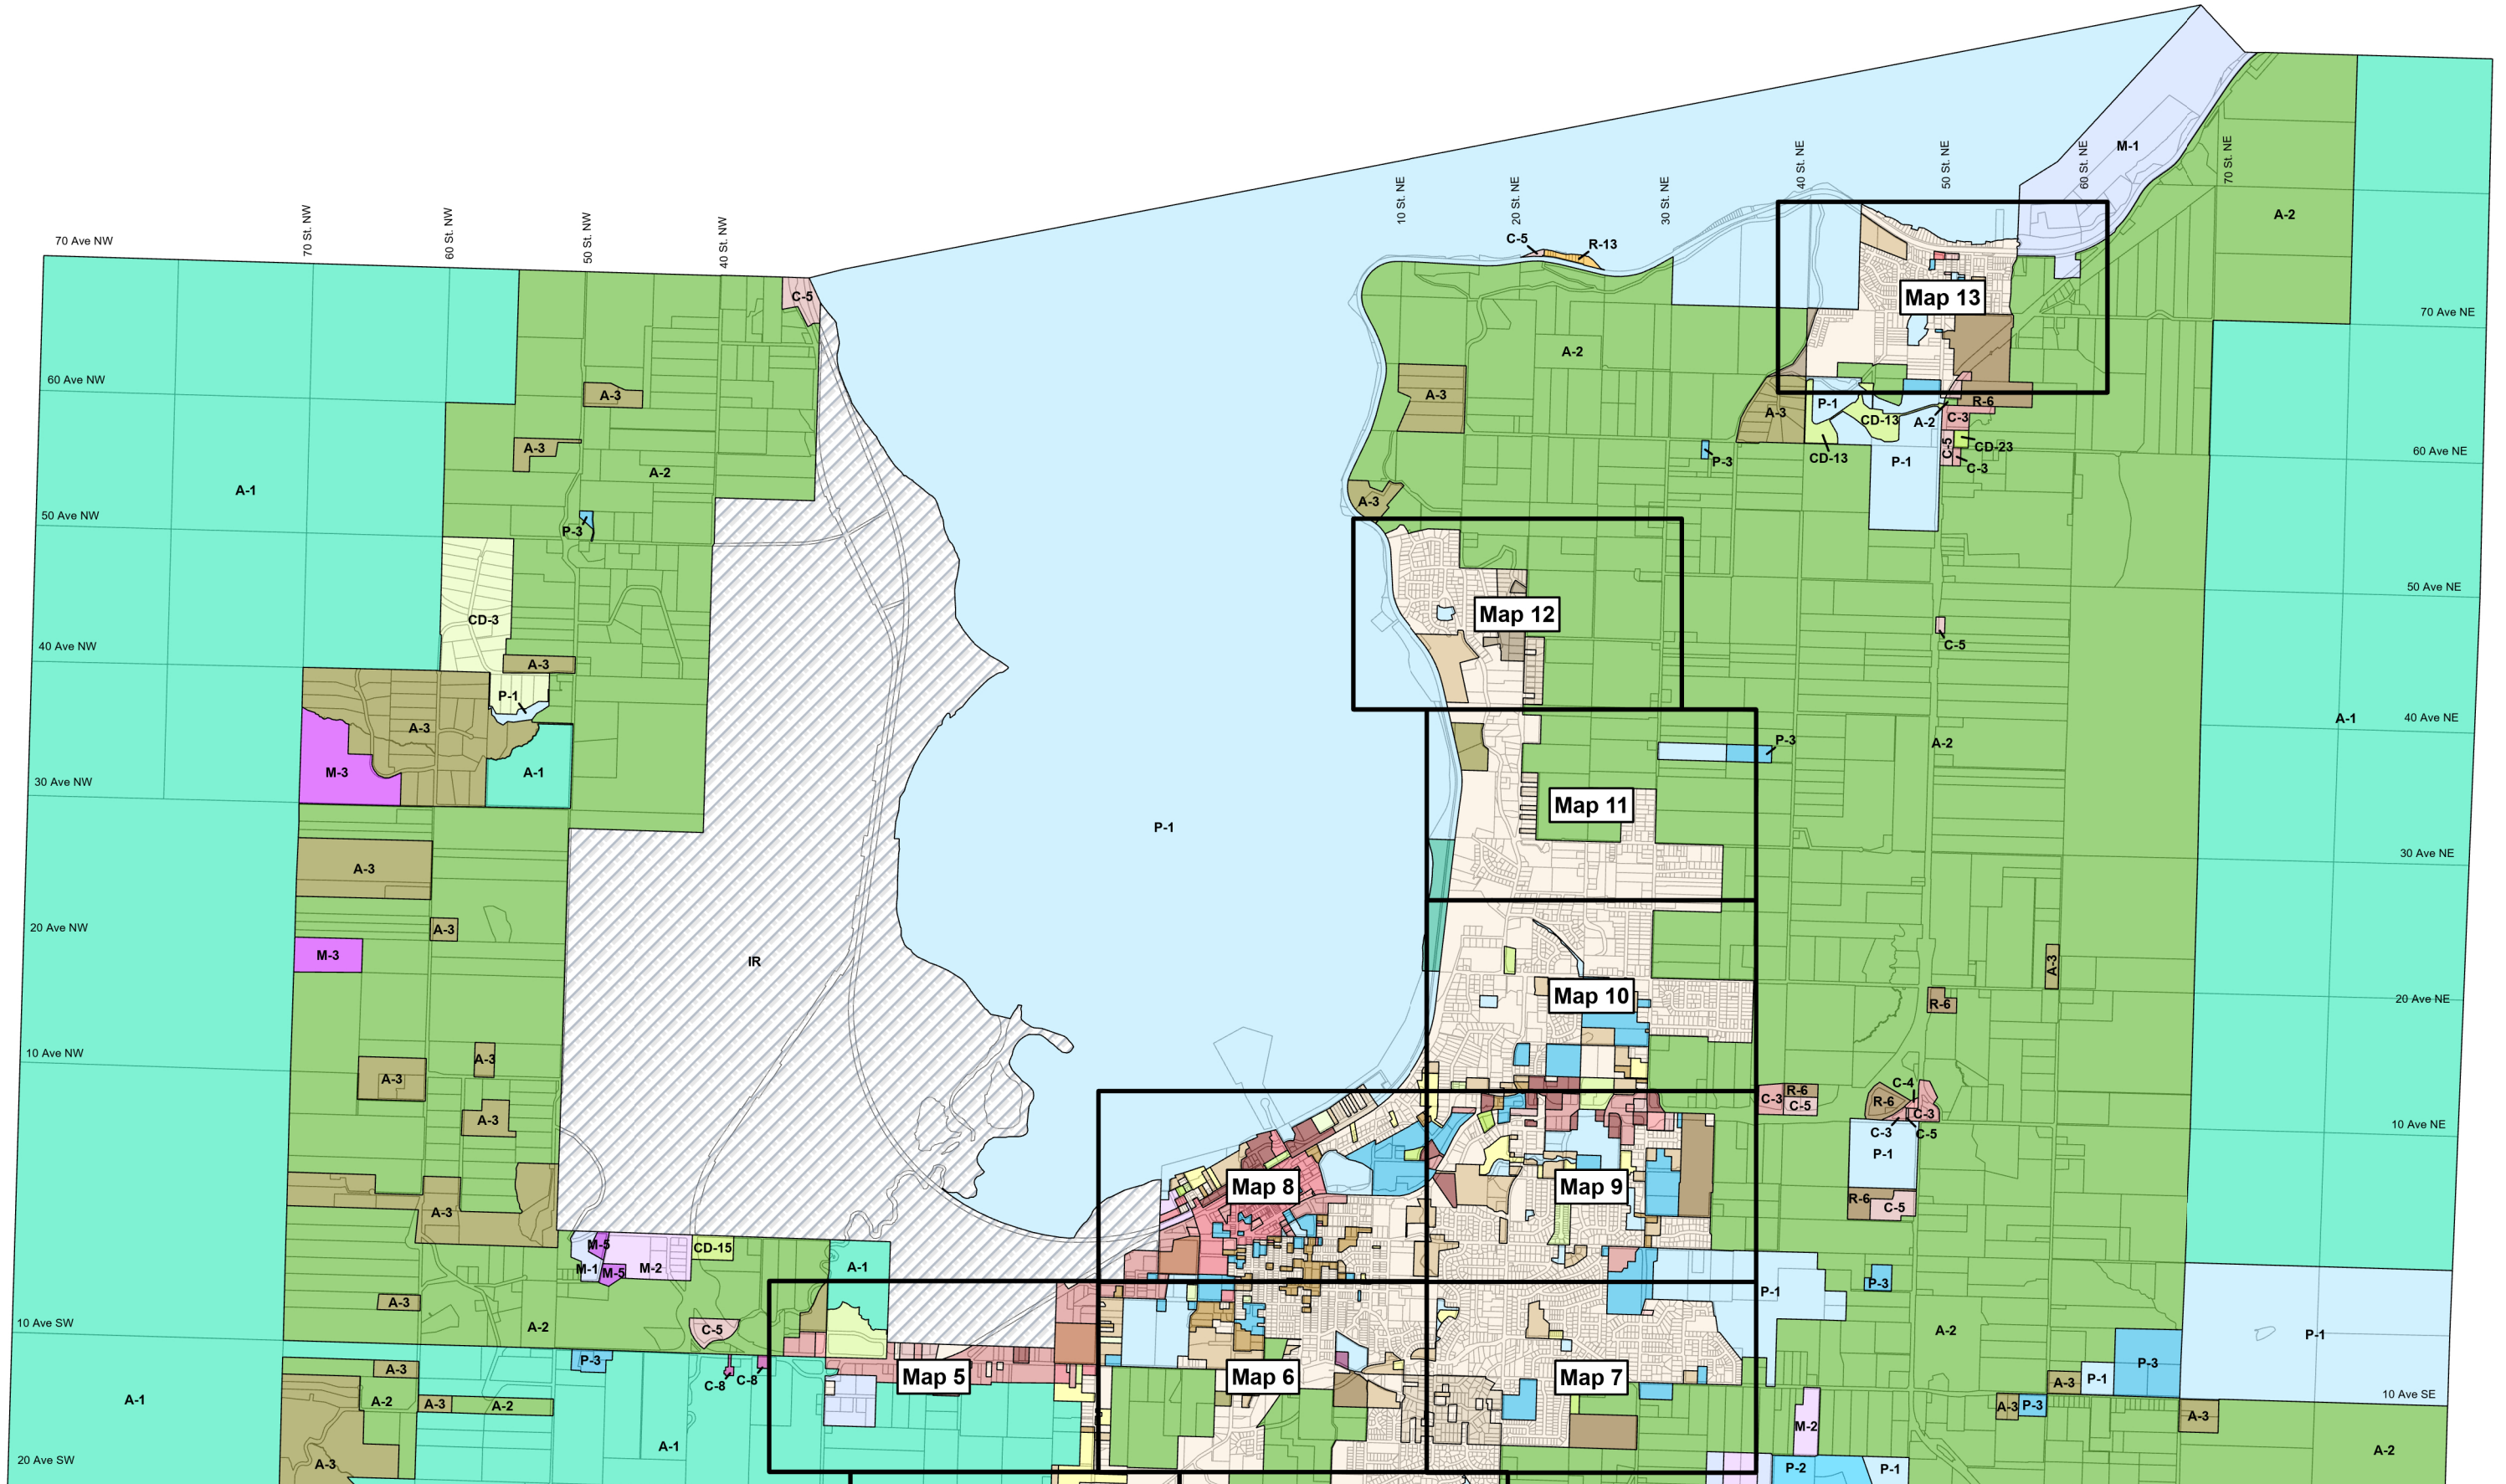 70 Ave NW
60 Ave NW
50 Ave NW
40 Ave NW
30 Ave NW
20 Ave NW
10 Ave NW
10 Ave SW
20 Ave SW
70 St. NW
60 St. NW
50 St. NW
40 St. NW
10 St. NE
20 St. NE
30 St. NE
40 St. NE
50 St. NE
60 St. NE
70 St. NE
70 Ave NE
60 Ave NE
50 Ave NE
40 Ave NE
30 Ave NE
20 Ave NE
10 Ave NE
10 Ave SE
M-1
A-2
C-5
R-13
C-5
Map 13
A-2
A-3
A-3
A-3
P-1
CD-13
A-2
R-6
C-3
C-5
CD-23
C-3
CD-13
P-1
P-3
A-3
A-2
A-1
A-3
P-3
CD-3
Map 12
C-5
A-3
P-1
A-3
M-3
A-1
P-3
A-2
A-1
Map 11
P-1
A-3
A-3
M-3
IR
A-3
R-6
Map 10
A-3
A-3
A-3
C-3
R-6
C-5
R-6
C-4
C-3
C-3
C-5
P-1
R-6
C-5
A-3
Map 8
Map 9
M-5
M-1
M-5
M-2
CD-15
A-1
P-1
P-3
A-3
A-2
C-5
A-2
P-1
P-3
A-3
P-1
P-3
C-8
C-8
Map 5
Map 6
Map 7
A-3
A-2
A-3
A-2
A-1
A-1
A-3
A-3
P-3
A-3
M-2
A-2
P-2
P-1